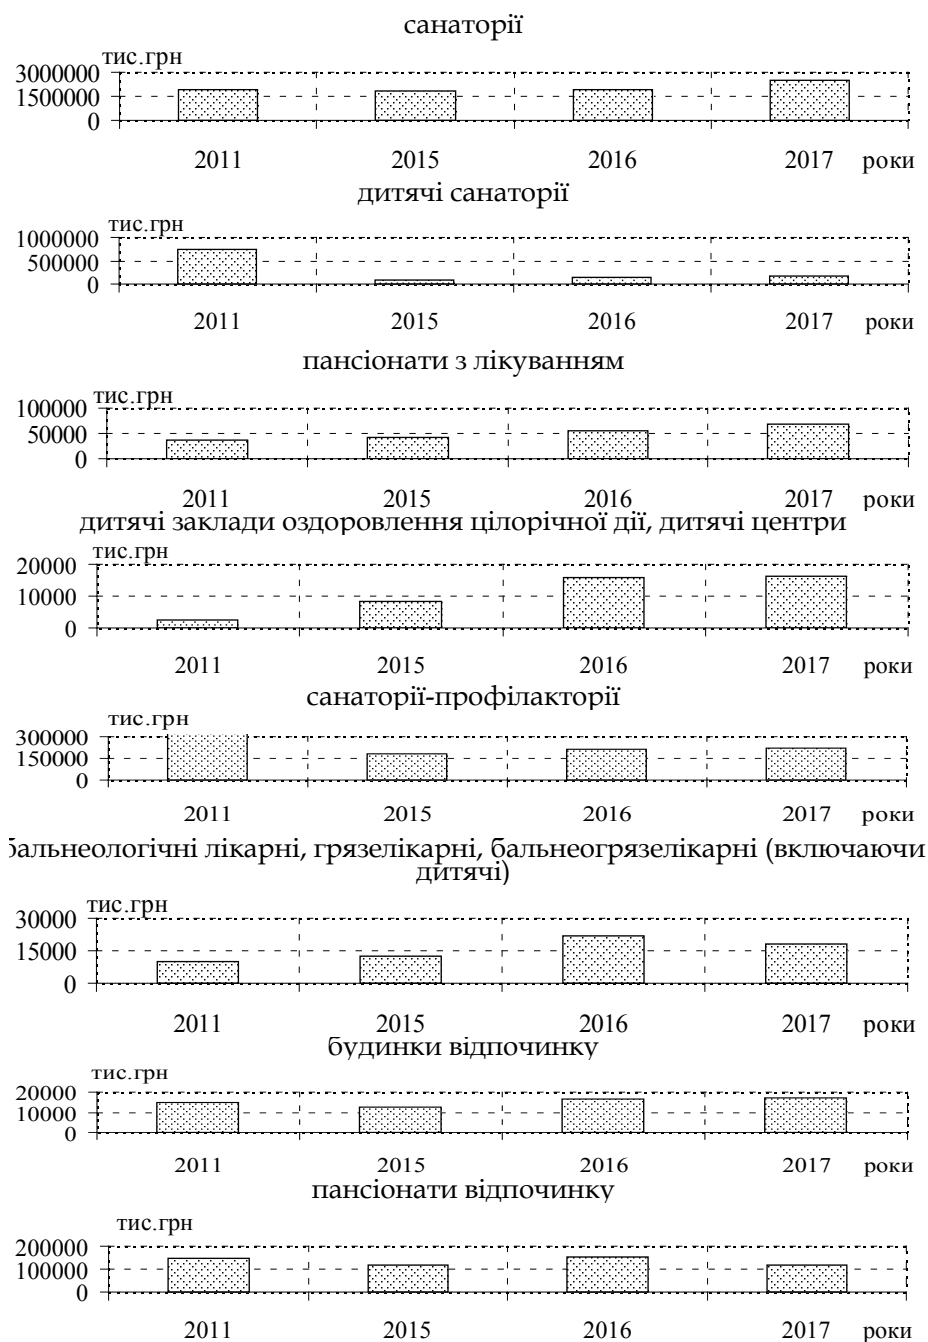 санаторії
тис.грн
3000000
1500000
0
2011 2015 2016 2017 роки
дитячі санаторії
тис.грн
1000000
500000
0
2011 2015 2016 2017 роки
пансіонати з лікуванням
тис.грн
100000
50000
0
2011 2015 2016 2017 роки
дитячі заклади оздоровлення цілорічної дії, дитячі центри
тис.грн
20000
10000
0
2011 2015 2016 2017 роки
санаторії-профілакторії
тис.грн
300000
150000
0
2011 2015 2016 2017 роки
бальнеологічні лікарні, грязелікарні, бальнеогрязелікарні (включаючи
дитячі)
тис.грн
30000
15000
0
2011 2015 2016 2017 роки
будинки відпочинку
тис.грн
20000
10000
0
2011 2015 2016 2017 роки
пансіонати відпочинку
тис.грн
200000
100000
0
2011 2015 2016 2017 роки